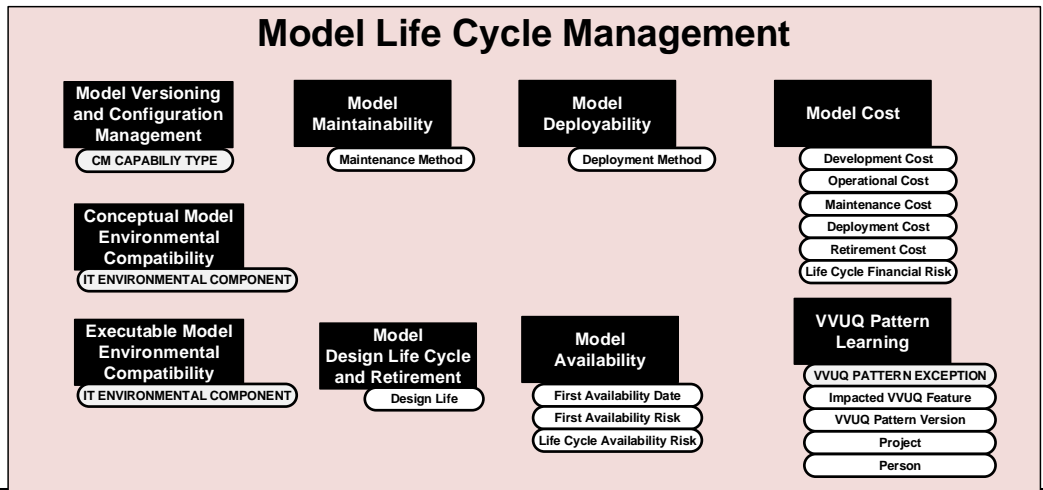 Model Life Cycle Management
Model Versioning
and Configuration
Management
CM CAPABILIY TYPE
Model
Maintainability
Maintenance Method
Model
Deployability
Deployment Method
Model Cost
Development Cost
Operational Cost
Maintenance Cost
Deployment Cost
Retirement Cost
Life Cycle Financial Risk
Conceptual Model
Environmental
Compatibility
IT ENVIRONMENTAL COMPONENT
Executable Model
Environmental
Compatibility
IT ENVIRONMENTAL COMPONENT
Model
Design Life Cycle
and Retirement
Design Life
Model
Availability
First Availability Date
First Availability Risk
Life Cycle Availability Risk
VVUQ Pattern
Learning
VVUQ PATTERN EXCEPTION
Impacted VVUQ Feature
VVUQ Pattern Version
Project
Person